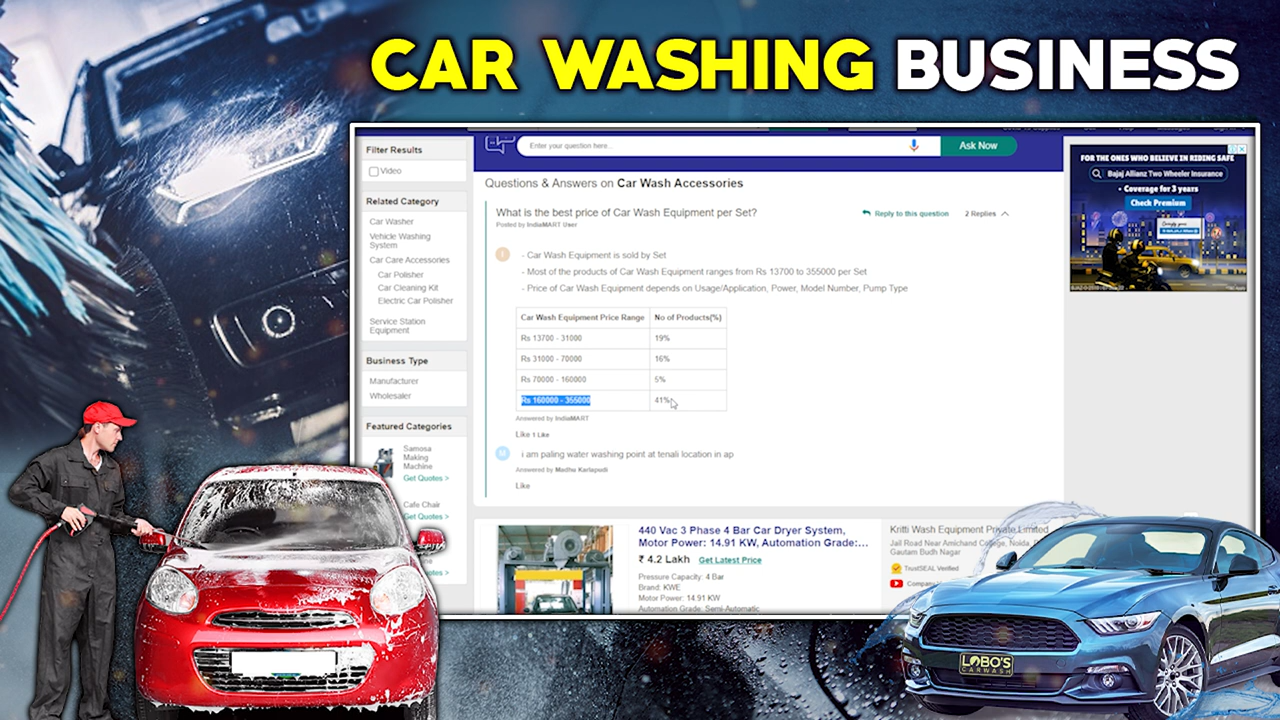 CAR WASHING BUSINESS
Filter Results
Video
Related Category
Car Washer
Vehicle Washing
System
Car Care Accessories
Car Polisher
Car Cleaning Kit
Electric Car Polisher
Service Station
Equipment
Business Type
Manufacturer
Wholesaler
Featured Categories
Samosa
Making
Machine
Get Quotes >
Cafe Chair
Get Quotes >
Enter your question here...
Ask Now
Questions & Answers on Car Wash Accessories
What is the best price of Car Wash Equipment per Set?
Posted by IndiaMART User
Reply to this question
2 Replies
- Car Wash Equipment is sold by Set
- Most of the products of Car Wash Equipment ranges from Rs 13700 to 355000 per Set
- Price of Car Wash Equipment depends on Usage/Application, Power, Model Number, Pump Type
Car Wash Equipment Price Range No of Products(%)
Rs 13700 - 31000 19%
Rs 31000 - 70000 16%
Rs 70000 - 160000 5%
Rs 160000 - 355000 41%
Answered by IndiaMART
Like 1 Like
M
i am paling water washing point at tenali location in ap
Answered by Madhu Karlapudi
Like
440 Vac 3 Phase 4 Bar Car Dryer System,
Motor Power: 14.91 KW, Automation Grade:...
₹ 4.2 Lakh Get Latest Price
Pressure Capacity: 4 Bar
Brand: KWE
Motor Power: 14.91 KW
Automation Grade: Semi-Automatic
Kritti Wash Equipment Private Limited
Jail Road Near Amichand College, Noida,
Gautam Budh Nagar
TrustSEAL Verified
Company
FOR THE ONES WHO BELIEVE IN RIDING SAFE
Bajaj Allianz Two Wheeler Insurance
• Coverage for 3 years
Check Premium
LOBO'S
CARWASH